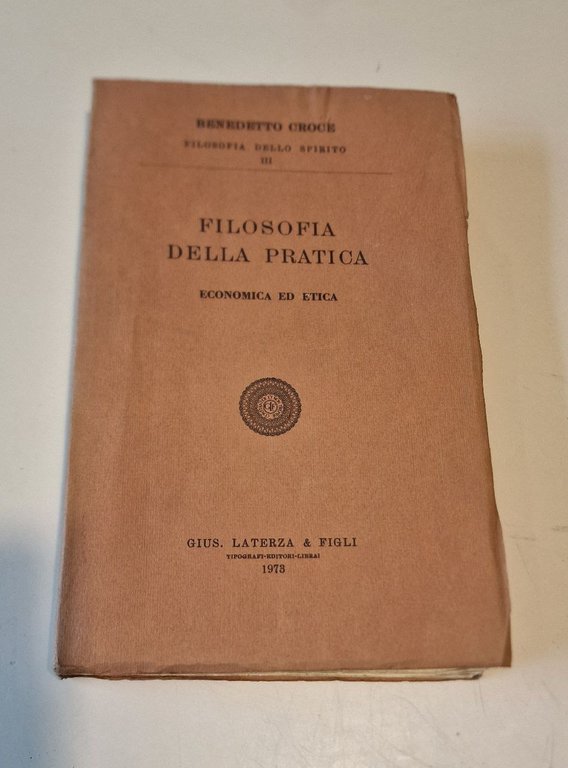 BENEDETTO CROCE
FILOSOFIA DELLO SPIRITO
III
FILOSOFIA
DELLA PRATICA
ECONOMICA ED ETICA
GIUS. LATERZA & FIGLI
TIPOGRAFI-EDITORI-LIBRAI
1973